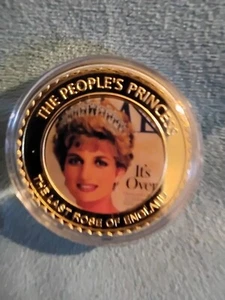 THE PEOPLE'S PRINCESS
It's
Over
THE LAST ROSE OF ENGLAND